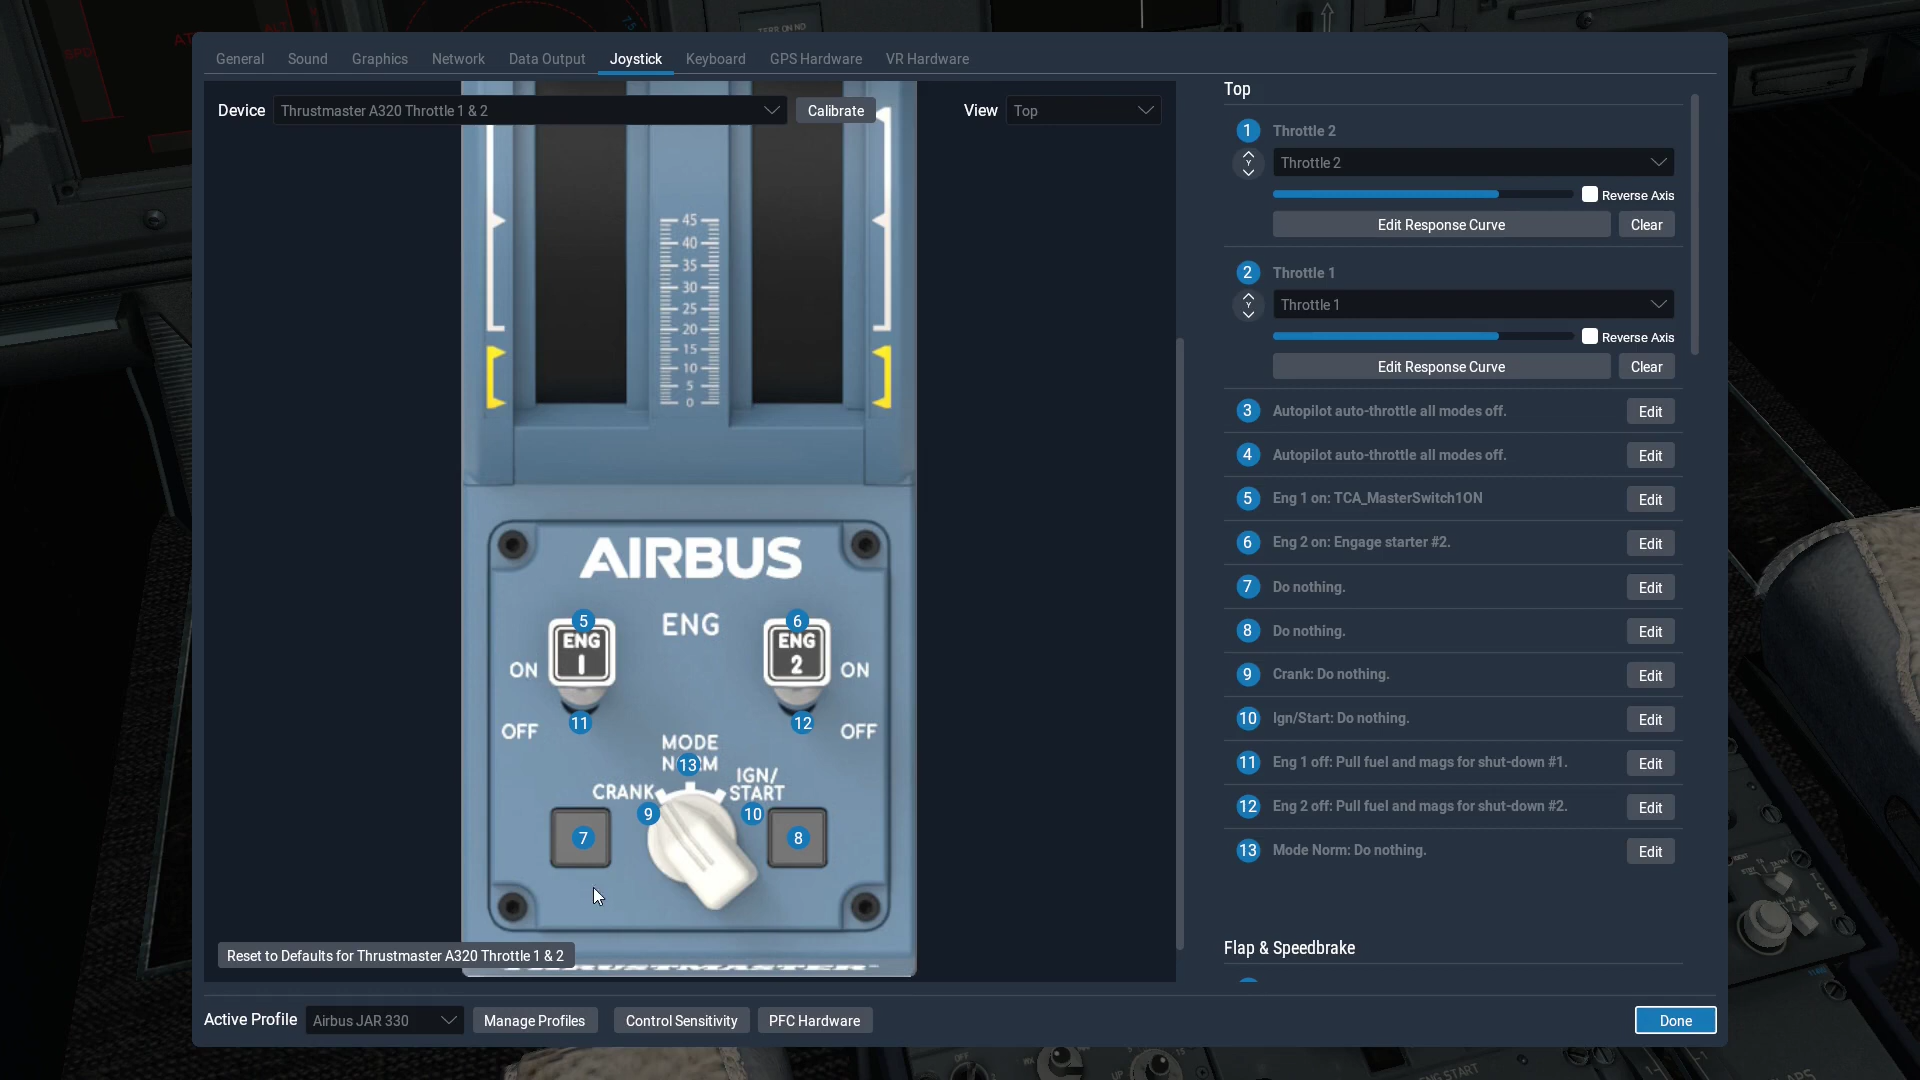 TERR ON ND
General Sound Graphics Network Data Output Joystick Keyboard GPS Hardware VR Hardware
Device Thrustmaster A320 Throttle 1 & 2 Calibrate View Top
45
40
35
30
25
20
15
10
5
0
AIRBUS
ENG
5
ENG
1
6
ENG
2
ON
ON
11
12
OFF
OFF
MODE
13
CRANK
IGN/
START
9
10
7
8
Reset to Defaults for Thrustmaster A320 Throttle 1 & 2
THRUSTMASTER
Top
1 Throttle 2
Y Throttle 2
Reverse Axis
Edit Response Curve Clear
2 Throttle 1
Y Throttle 1
Reverse Axis
Edit Response Curve Clear
3 Autopilot auto-throttle all modes off. Edit
4 Autopilot auto-throttle all modes off. Edit
5 Eng 1 on: TCA_MasterSwitch1ON Edit
6 Eng 2 on: Engage starter #2. Edit
7 Do nothing. Edit
8 Do nothing. Edit
9 Crank: Do nothing. Edit
10 Ign/Start: Do nothing. Edit
11 Eng 1 off: Pull fuel and mags for shut-down #1. Edit
12 Eng 2 off: Pull fuel and mags for shut-down #2. Edit
13 Mode Norm: Do nothing. Edit
Flap & Speedbrake
Active Profile Airbus JAR 330 Manage Profiles Control Sensitivity PFC Hardware Done